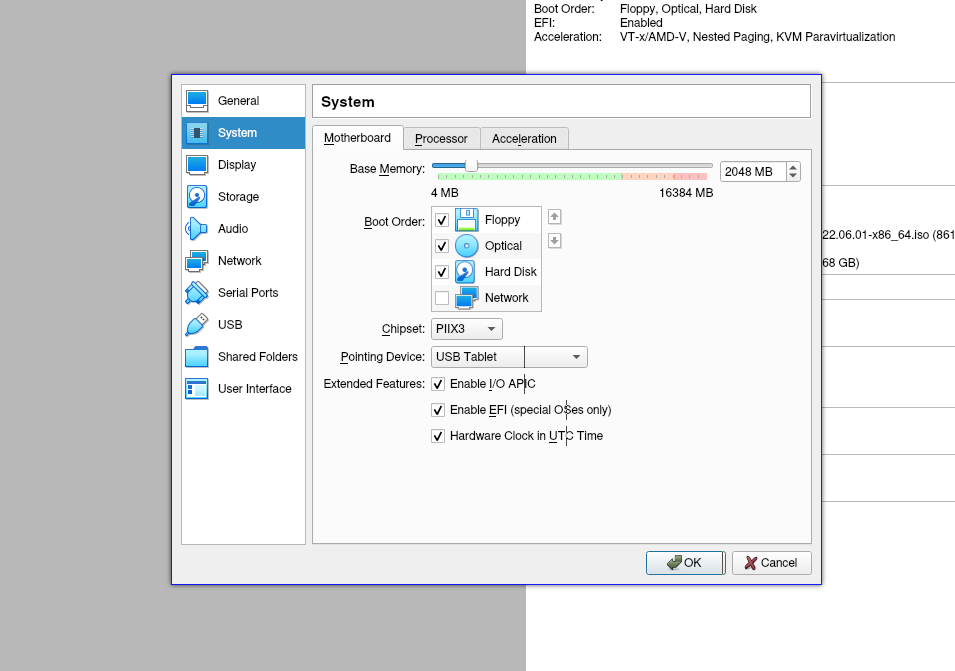 Boot Order: Floppy, Optical, Hard Disk
EFI: Enabled
Acceleration: VT-x/AMD-V, Nested Paging, KVM Paravirtualization
General
System
Display
Storage
Audio
Network
Serial Ports
USB
Shared Folders
User Interface
System
Motherboard Processor Acceleration
Base Memory: 2048 MB
4 MB 16384 MB
Boot Order: Floppy
Optical
Hard Disk
Network
Chipset: PIIX3
Pointing Device: USB Tablet
Extended Features: Enable I/O APIC
Enable EFI (special OSes only)
Hardware Clock in UTC Time
OK Cancel
22.06.01-x86_64.iso (861
68 GB)